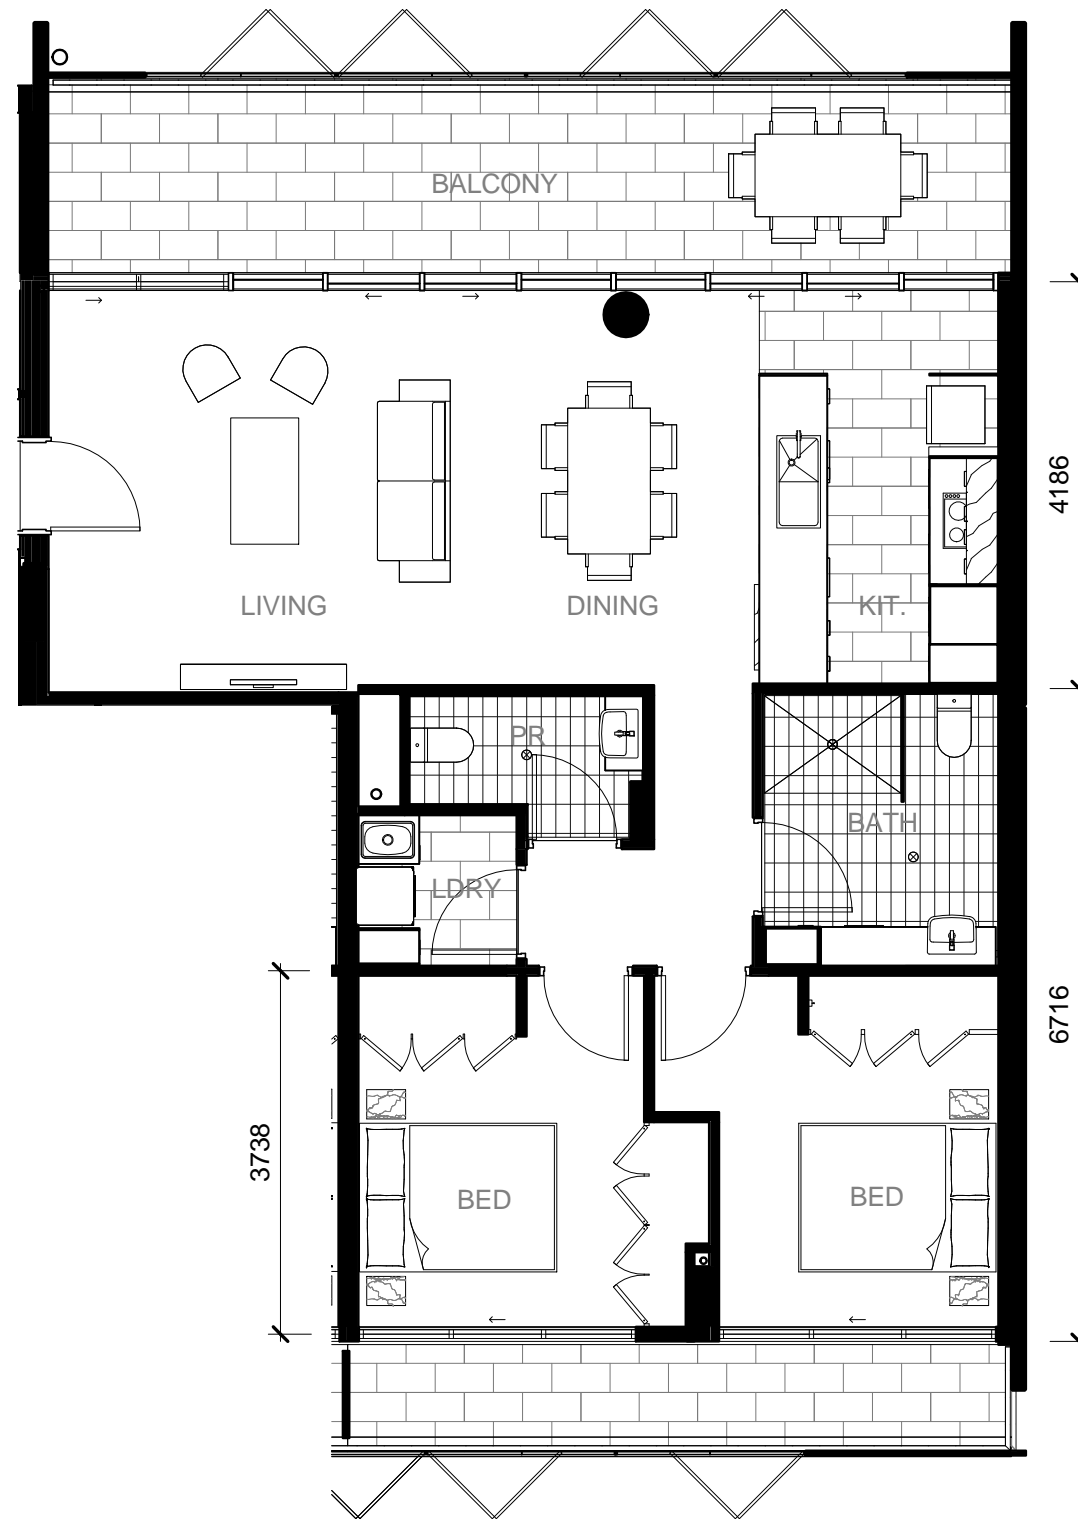 BALCONY
4186
LIVING
DINING
KIT.
PR
BATH
LDRY
6716
3738
BED
BED